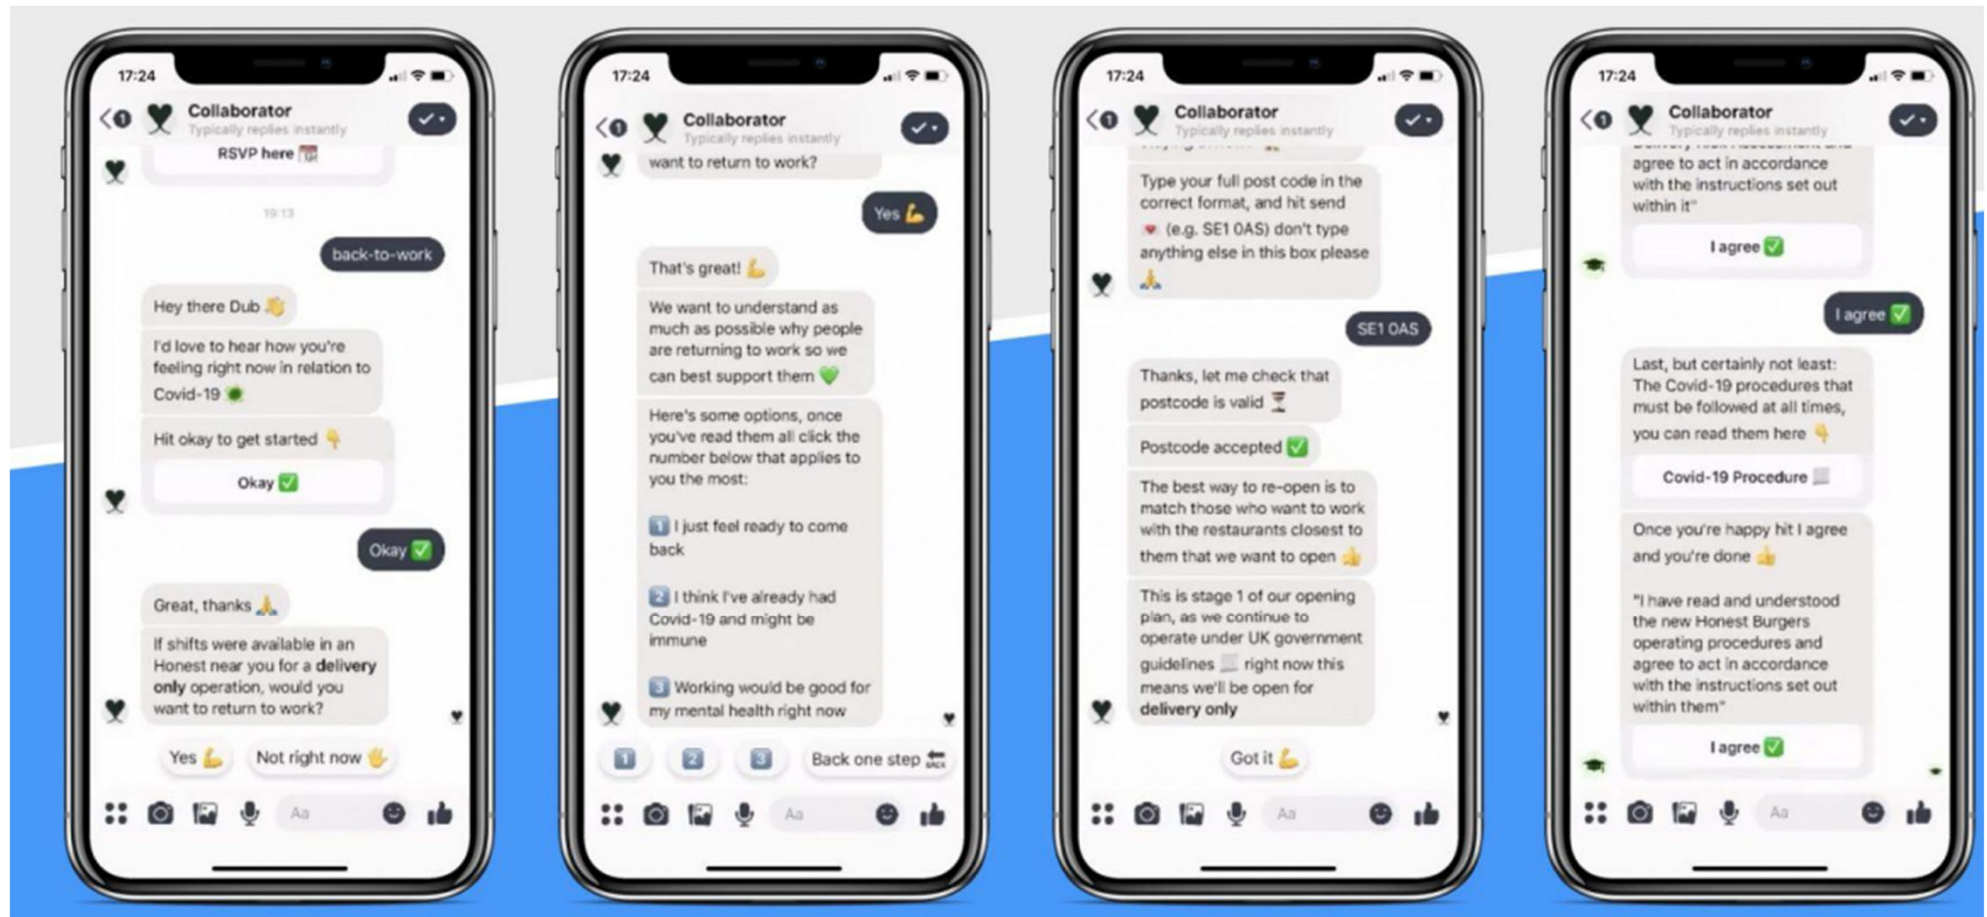 17:24
Collaborator
Typically replies instantly
RSVP here
19:13
back-to-work
Hey there Dub
I'd love to hear how you're
feeling right now in relation to
Covid-19
Hit okay to get started
Okay
Okay
Great, thanks
If shifts were available in an
Honest near you for a delivery
only operation, would you
want to return to work?
Yes
Not right now
Aa
17:24
Collaborator
Typically replies instantly
want to return to work?
Yes
That's great!
We want to understand as
much as possible why people
are returning to work so we
can best support them
Here's some options, once
you've read them all click the
number below that applies to
you the most:
1 I just feel ready to come
back
2 I think I've already had
Covid-19 and might be
immune
3 Working would be good for
my mental health right now
1
2
3
Back one step
BACK
Aa
17:24
Collaborator
Typically replies instantly
Type your full post code in the
correct format, and hit send
(e.g. SE1 0AS) don't type
anything else in this box please
SE1 0AS
Thanks, let me check that
postcode is valid
Postcode accepted
The best way to re-open is to
match those who want to work
with the restaurants closest to
them that we want to open
This is stage 1 of our opening
plan, as we continue to
operate under UK government
guidelines right now this
means we'll be open for
delivery only
Got it
Aa
17:24
Collaborator
Typically replies instantly
agree to act in accordance
with the instructions set out
within it"
I agree
I agree
Last, but certainly not least:
The Covid-19 procedures that
must be followed at all times,
you can read them here
Covid-19 Procedure
Once you're happy hit I agree
and you're done
"I have read and understood
the new Honest Burgers
operating procedures and
agree to act in accordance
with the instructions set out
within them"
I agree
Aa